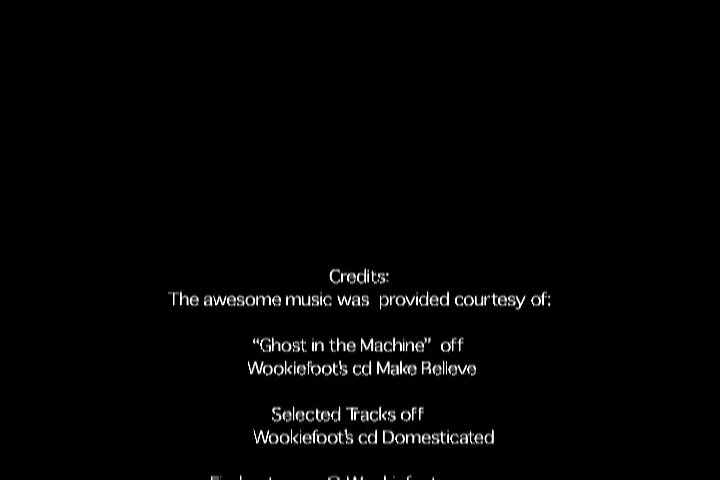 Credits:
The awesome music was provided courtesy of:
"Ghost in the Machine" off
Wookiefoot's cd Make Believe
Selected Tracks off
Wookiefoot's cd Domesticated